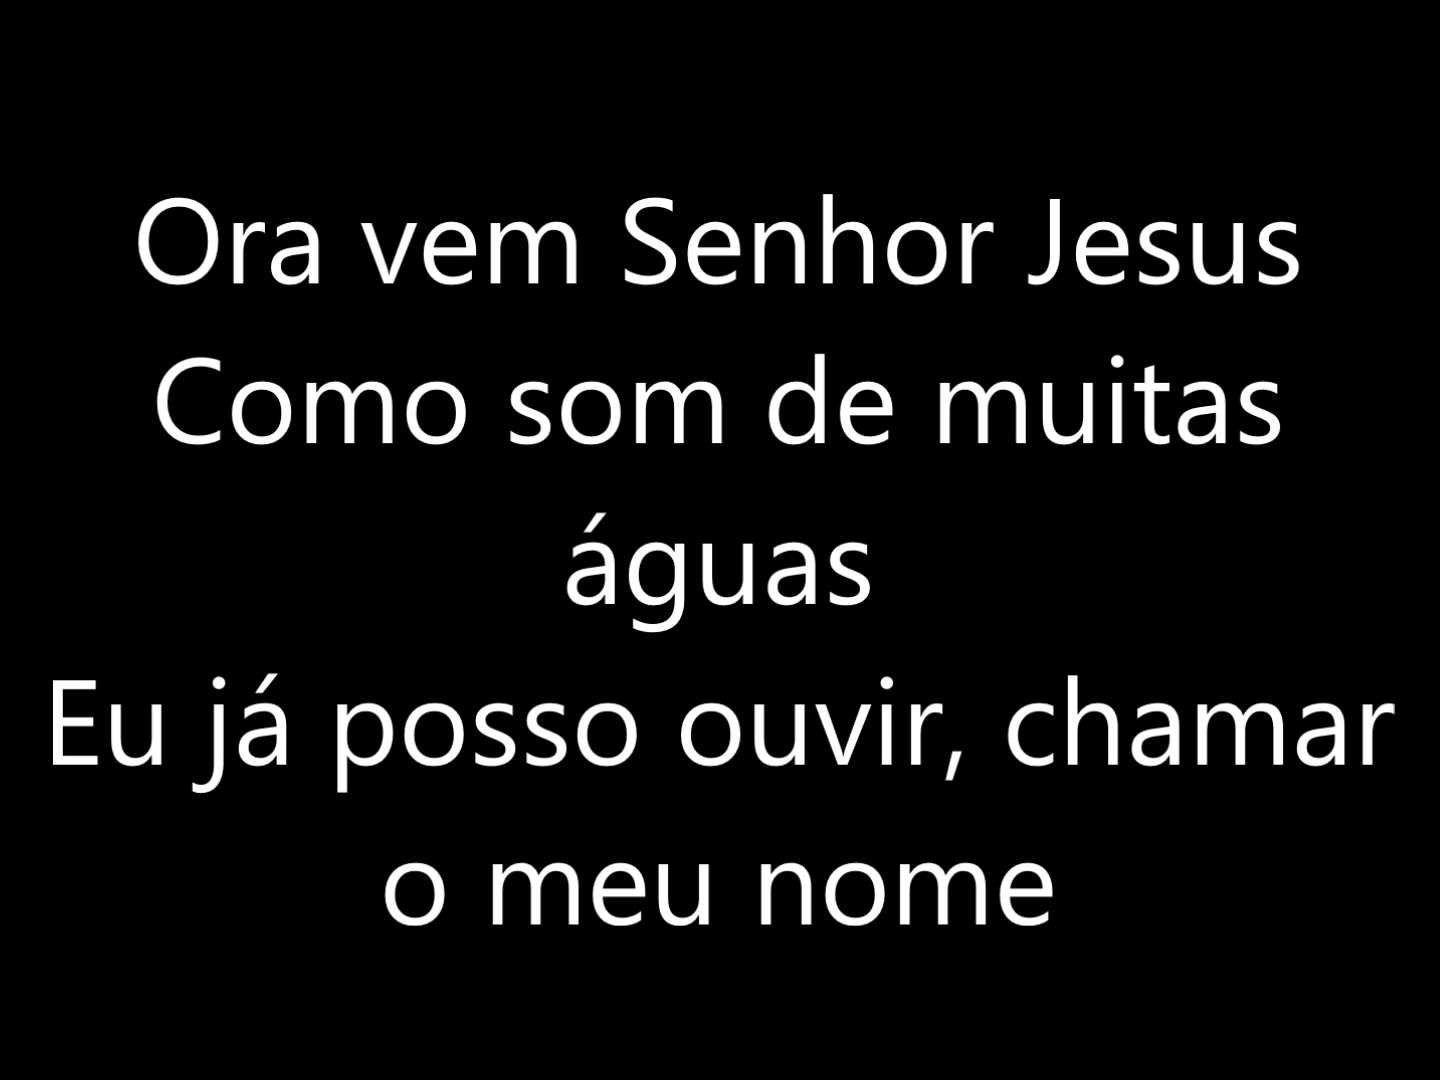 Ora vem Senhor Jesus
Como som de muitas
águas
Eu já posso ouvir, chamar
o meu nome